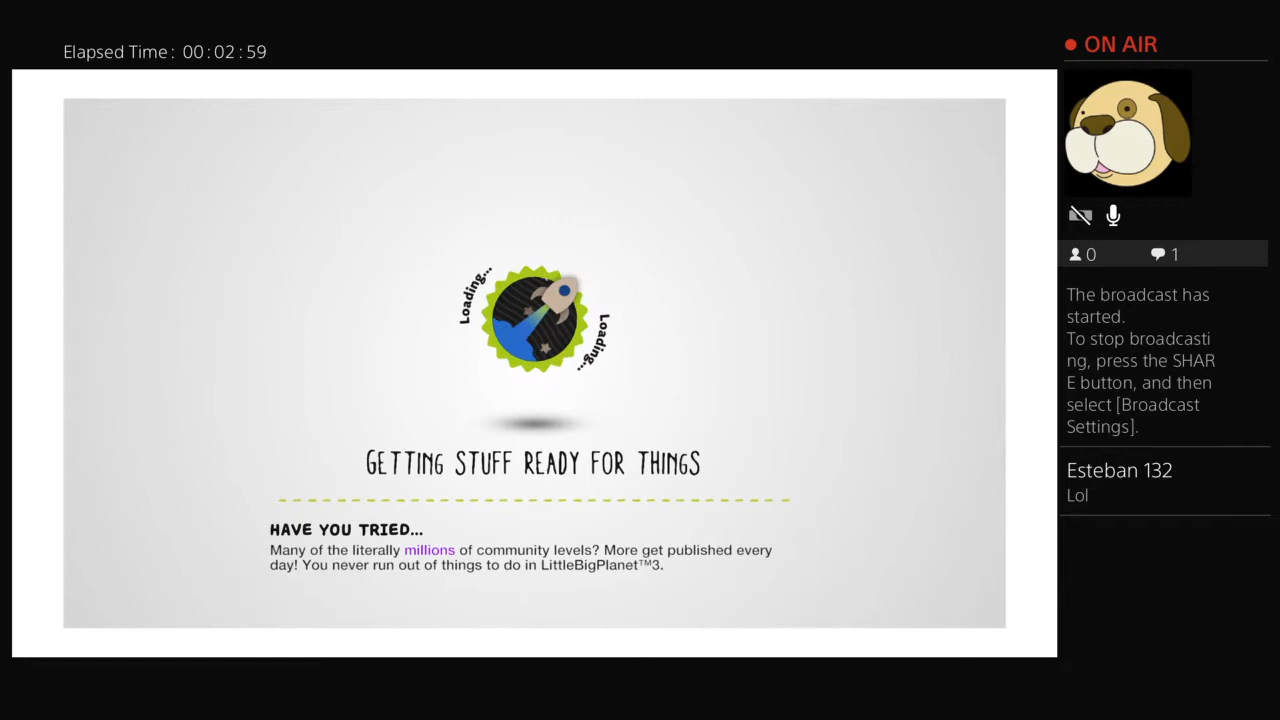 Elapsed Time: 00:02:59
ON AIR
0 1
The broadcast has
started.
To stop broadcasti
ng, press the SHAR
E button, and then
select [Broadcast
Settings].
Esteban 132
Lol
Loading...
Loading...
GETTING STUFF READY FOR THINGS
HAVE YOU TRIED...
Many of the literally millions of community levels? More get published every
day! You never run out of things to do in LittleBigPlanet™3.